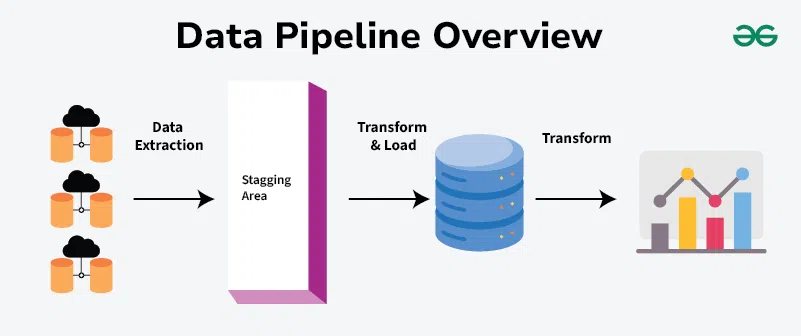 Data Pipeline Overview
Data
Extraction
Stagging
Area
Transform
& Load
Transform